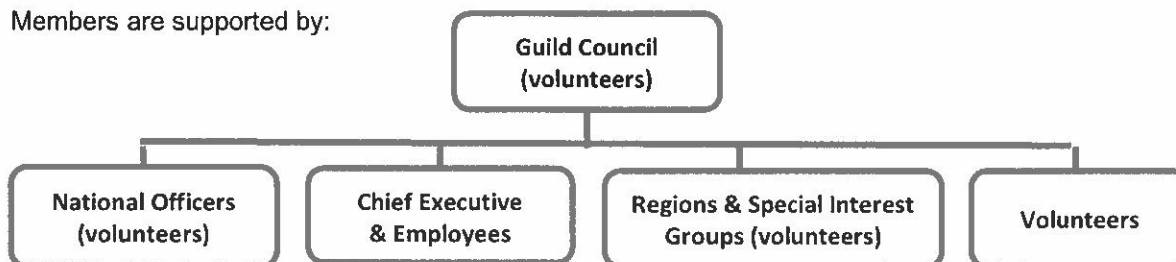 Members are supported by:
Guild Council
(volunteers)
National Officers
(volunteers)
Chief Executive
& Employees
Regions & Special Interest
Groups (volunteers)
Volunteers